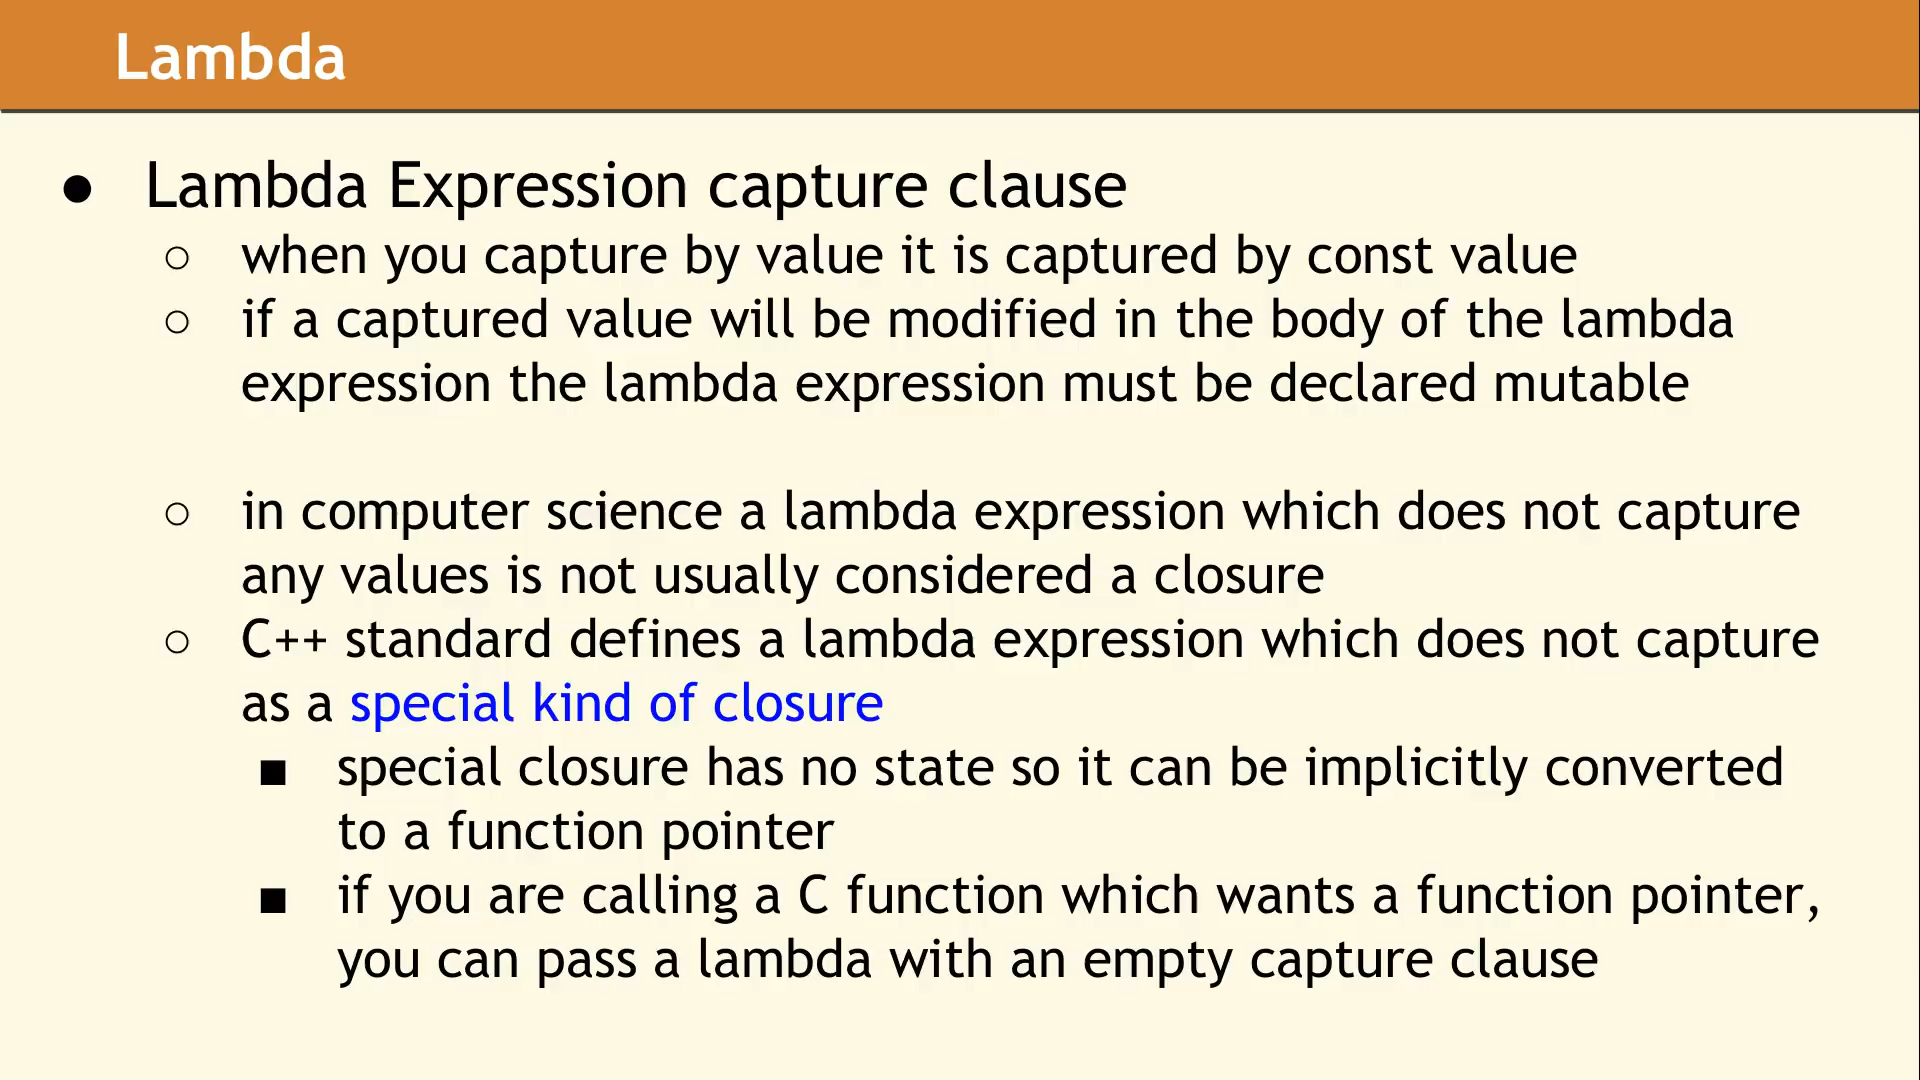 Lambda
● Lambda Expression capture clause
○ when you capture by value it is captured by const value
○ if a captured value will be modified in the body of the lambda
expression the lambda expression must be declared mutable
○ in computer science a lambda expression which does not capture
any values is not usually considered a closure
○ C++ standard defines a lambda expression which does not capture
as a special kind of closure
■ special closure has no state so it can be implicitly converted
to a function pointer
■ if you are calling a C function which wants a function pointer,
you can pass a lambda with an empty capture clause